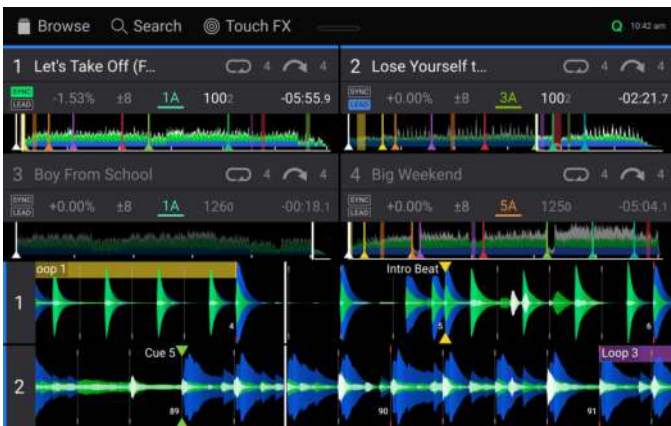 Browse Search Touch FX Q 10:42 am
1 Let's Take Off (F... 4 4
SYNC LEAD -1.53% ±8 1A 1002 -05:55.9
2 Lose Yourself t... 4 4
SYNC LEAD +0.00% ±8 3A 1002 -02:21.7
3 Boy From School 4 4
SYNC LEAD +0.00% ±8 1A 1260 -00:18.1
4 Big Weekend 4 4
SYNC LEAD +0.00% ±8 5A 1250 -05:04.1
oop 1 Intro Beat
1
4 5 6
Cue 5 Loop 3
2
89 90 91